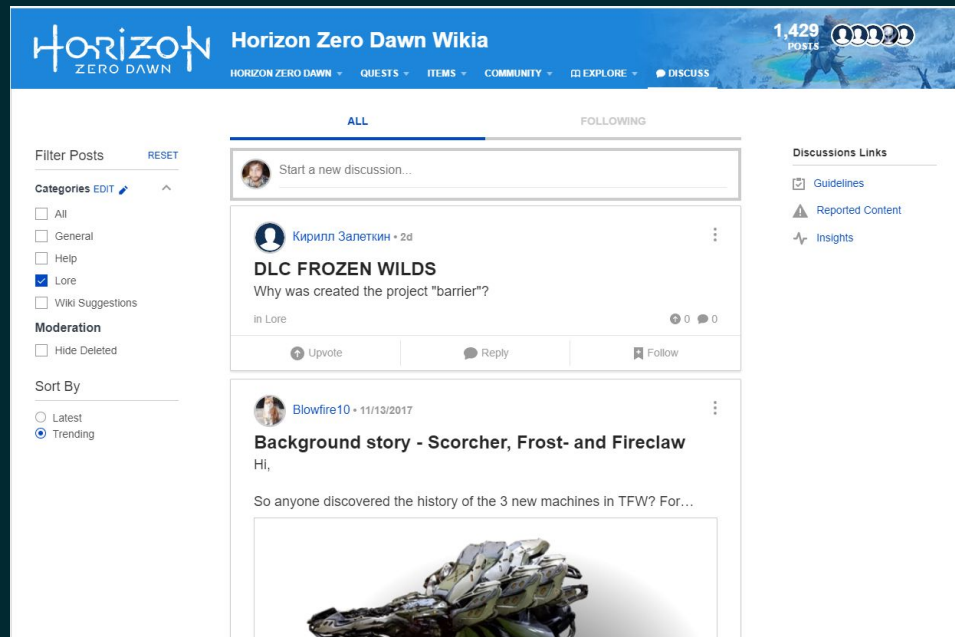 HORIZON
ZERO DAWN
Horizon Zero Dawn Wikia
1,429
POSTS
HORIZON ZERO DAWN
QUESTS
ITEMS
COMMUNITY
EXPLORE
DISCUSS
ALL
FOLLOWING
Filter Posts
RESET
Categories EDIT
All
General
Help
Lore
Wiki Suggestions
Moderation
Hide Deleted
Sort By
Latest
Trending
Start a new discussion...
Кирилл Залеткин • 2d
DLC FROZEN WILDS
Why was created the project "barrier"?
in Lore
0 0
Upvote
Reply
Follow
Blowfire10 • 11/13/2017
Background story - Scorcher, Frost- and Fireclaw
Hi,
So anyone discovered the history of the 3 new machines in TFW? For…
Discussions Links
Guidelines
Reported Content
Insights